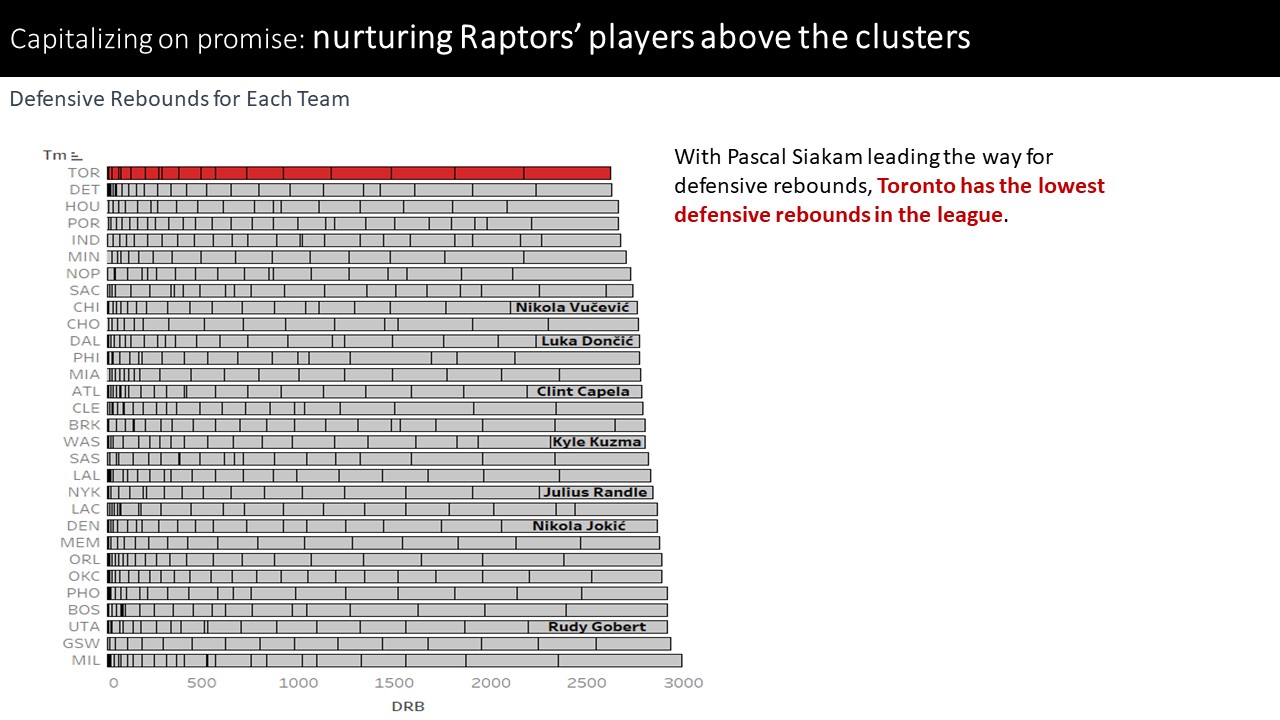 Capitalizing on promise: nurturing Raptors’ players above the clusters
Defensive Rebounds for Each Team
With Pascal Siakam leading the way for
defensive rebounds, Toronto has the lowest
defensive rebounds in the league.
Tm
TOR
DET
HOU
POR
IND
MIN
NOP
SAC
CHI Nikola Vučević
CHO
DAL Luka Dončić
PHI
MIA
ATL Clint Capela
CLE
BRK
WAS Kyle Kuzma
SAS
LAL
NYK Julius Randle
LAC
DEN Nikola Jokić
MEM
ORL
OKC
PHO
BOS
UTA Rudy Gobert
GSW
MIL
0 500 1000 1500 2000 2500 3000
DRB